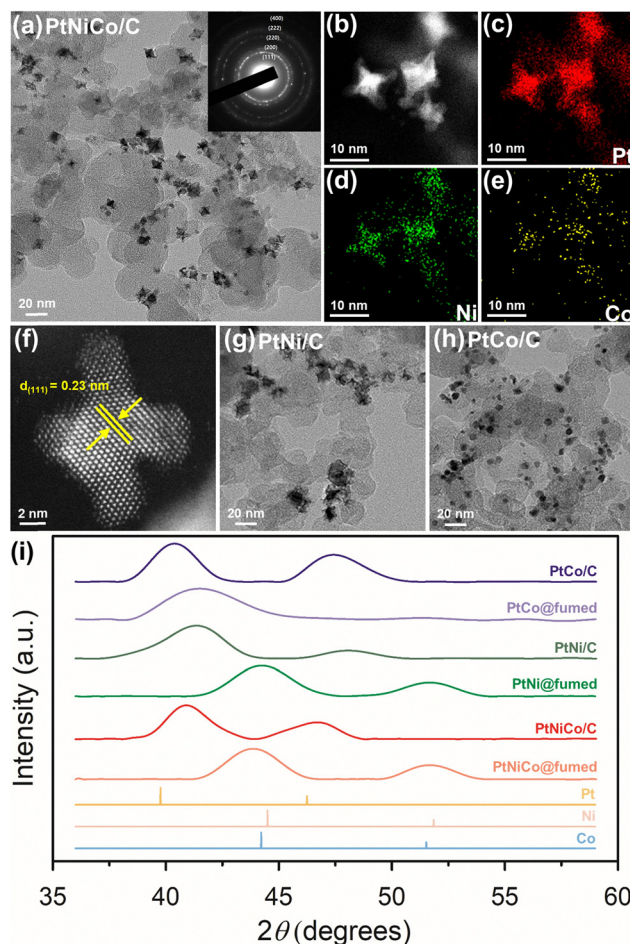 (a) PtNiCo/C
(400)
(222)
(220)
(200)
(111)
20 nm
(b)
10 nm
(c)
10 nm
Pt
(d)
10 nm
Ni
(e)
10 nm
Co
(f)
d(111) = 0.23 nm
2 nm
(g) PtNi/C
20 nm
(h) PtCo/C
20 nm
(i)
PtCo/C
PtCo@fumed
PtNi/C
PtNi@fumed
PtNiCo/C
PtNiCo@fumed
Pt
Ni
Co
Intensity (a.u.)
35 40 45 50 55 60
2θ (degrees)